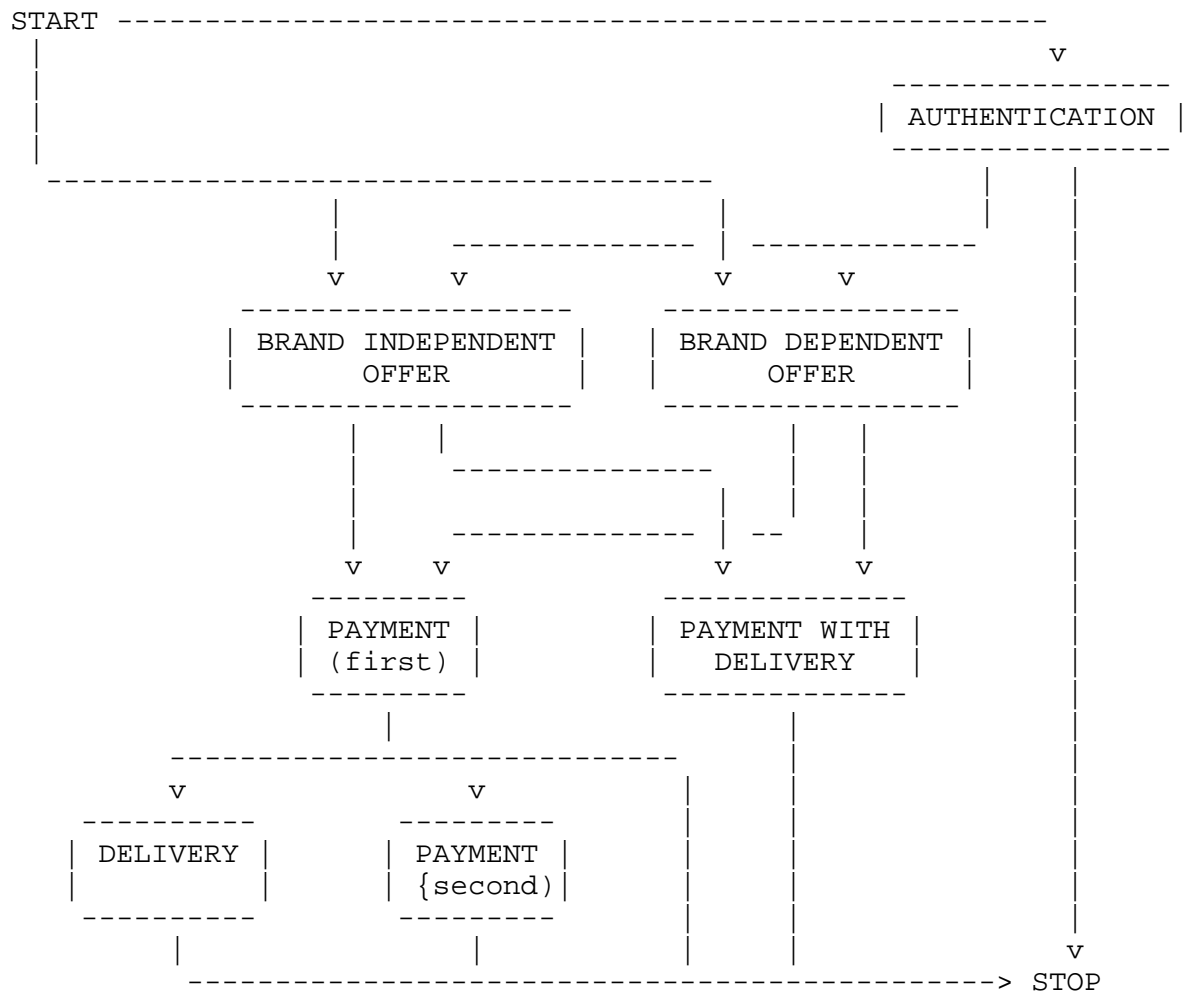 START
AUTHENTICATION
BRAND INDEPENDENT BRAND DEPENDENT
OFFER OFFER
PAYMENT PAYMENT WITH
(first) DELIVERY
DELIVERY PAYMENT
{second)
STOP